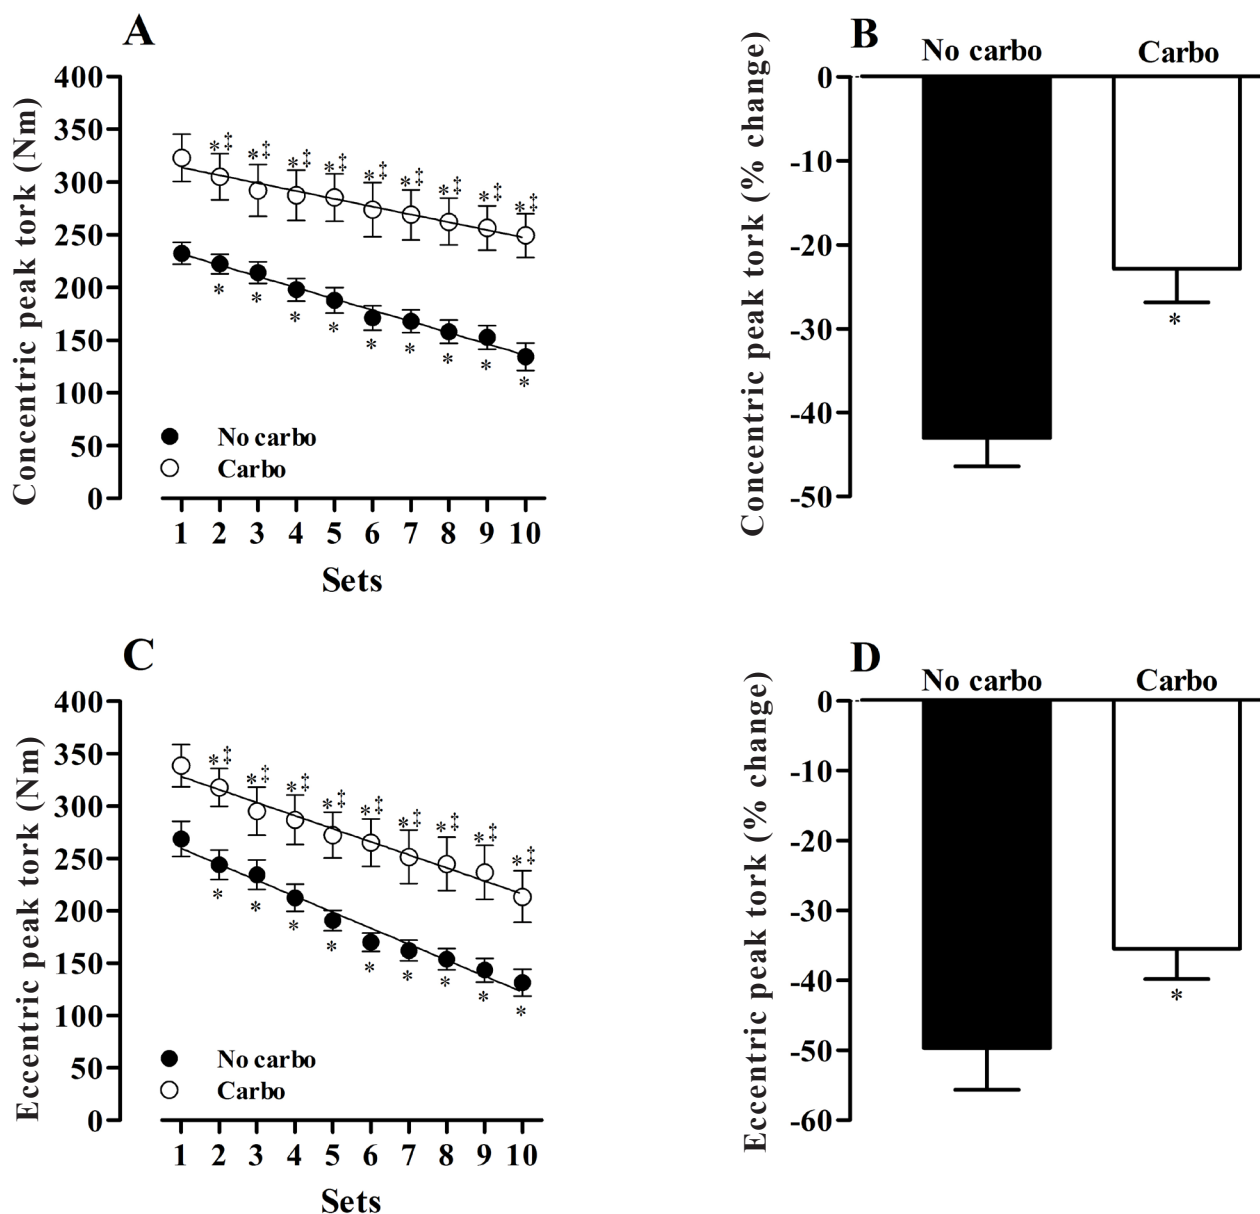 A
Concentric peak tork (Nm)
400
350
300
250
200
150
100
50
0
*‡ *‡ *‡ *‡ *‡ *‡ *‡ *‡ *‡
* * * * * * * * *
No carbo
Carbo
1 2 3 4 5 6 7 8 9 10
Sets
B
No carbo Carbo
Concentric peak tork (% change)
0
-10
-20
-30
-40
-50
*
C
Eccentric peak tork (Nm)
400
350
300
250
200
150
100
50
0
*‡ *‡ *‡ *‡ *‡ *‡ *‡ *‡ *‡
* * * * * * * * *
No carbo
Carbo
1 2 3 4 5 6 7 8 9 10
Sets
D
No carbo Carbo
Eccentric peak tork (% change)
0
-10
-20
-30
-40
-50
-60
*